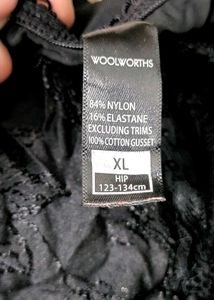 WOOLWORTHS
84% NYLON
16% ELASTANE
EXCLUDING TRIMS
100% COTTON GUSSET
XL
HIP
123-134cm